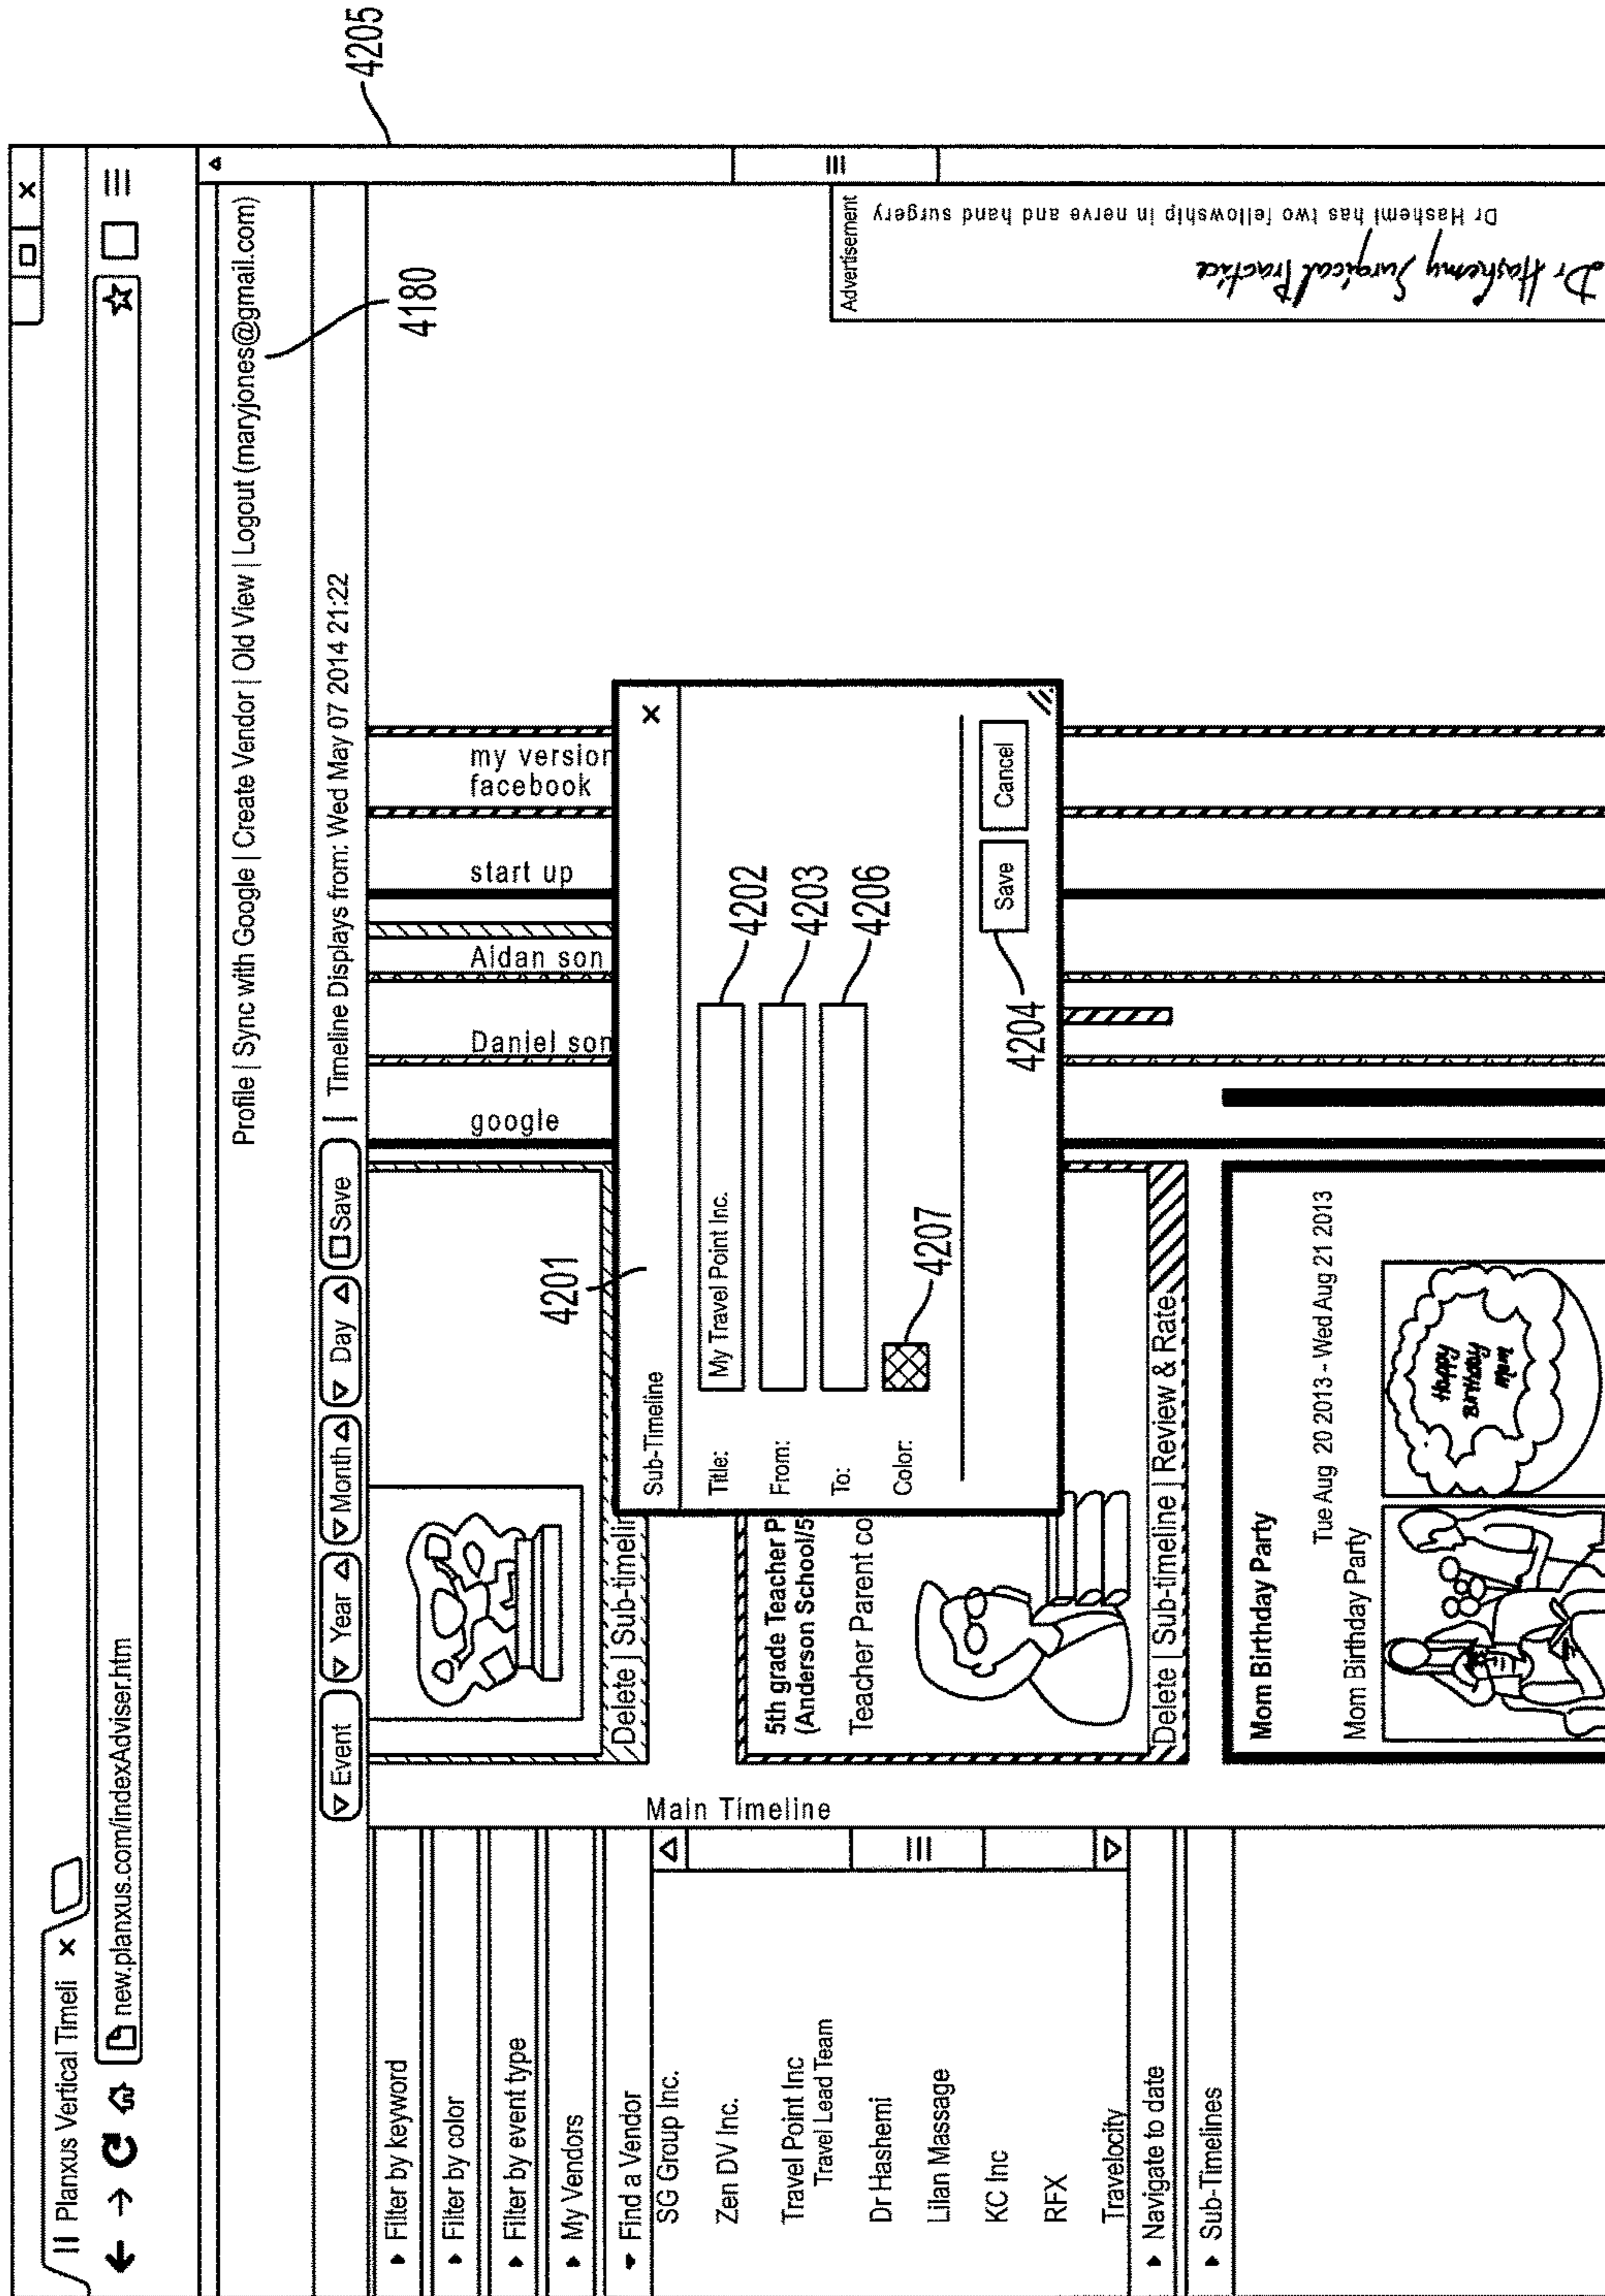 Planxus Vertical Timeli x
new.planxus.com/indexAdviser.htm
Profile | Sync with Google | Create Vendor | Old View | Logout (maryjones@gmail.com)
4180
4205
Event
Year
Month
Day
Save
Timeline Displays from: Wed May 07 2014 21:22
Filter by keyword
Filter by color
Filter by event type
My Vendors
Find a Vendor
SG Group Inc.
Zen DV Inc.
Travel Point Inc
Travel Lead Team
Dr Hashemi
Lilan Massage
KC Inc
RFX
Travelocity
Navigate to date
Sub-Timelines
Main Timeline
Delete | Sub-timelin
5th grade Teacher P
(Anderson School/5
Teacher Parent co
Delete | Sub-timeline | Review & Rate
Mom Birthday Party
Tue Aug 20 2013 - Wed Aug 21 2013
Mom Birthday Party
google
Daniel son
Aidan son
start up
my version
facebook
4201
Sub-Timeline
x
Title:
My Travel Point Inc.
4202
From:
4203
To:
4206
Color:
4207
4204
Save
Cancel
Advertisement
Dr Hashemi has two fellowship in nerve and hand surgery
Dr Hashemy Surgical Practice